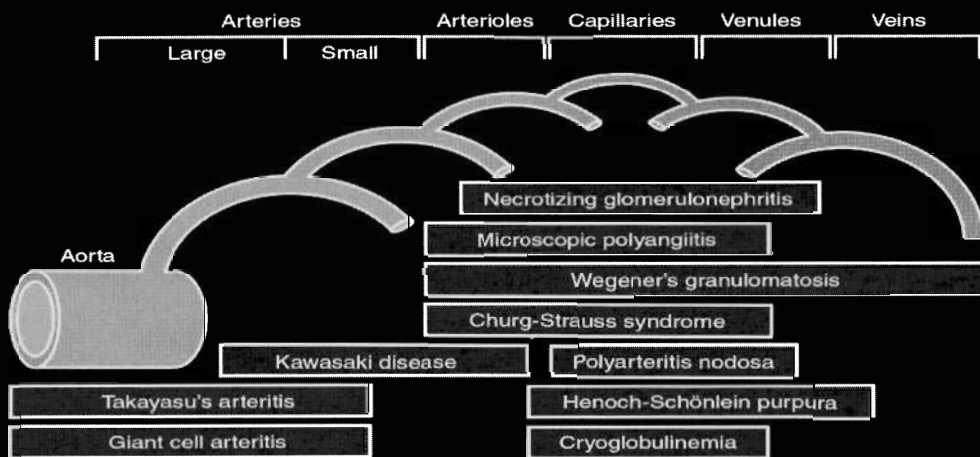 Arteries Arterioles Capillaries Venules Veins
Large Small
Necrotizing glomerulonephritis
Microscopic polyangiitis
Aorta
Wegener's granulomatosis
Churg-Strauss syndrome
Kawasaki disease Polyarteritis nodosa
Takayasu's arteritis Henoch-Schönlein purpura
Giant cell arteritis Cryoglobulinemia